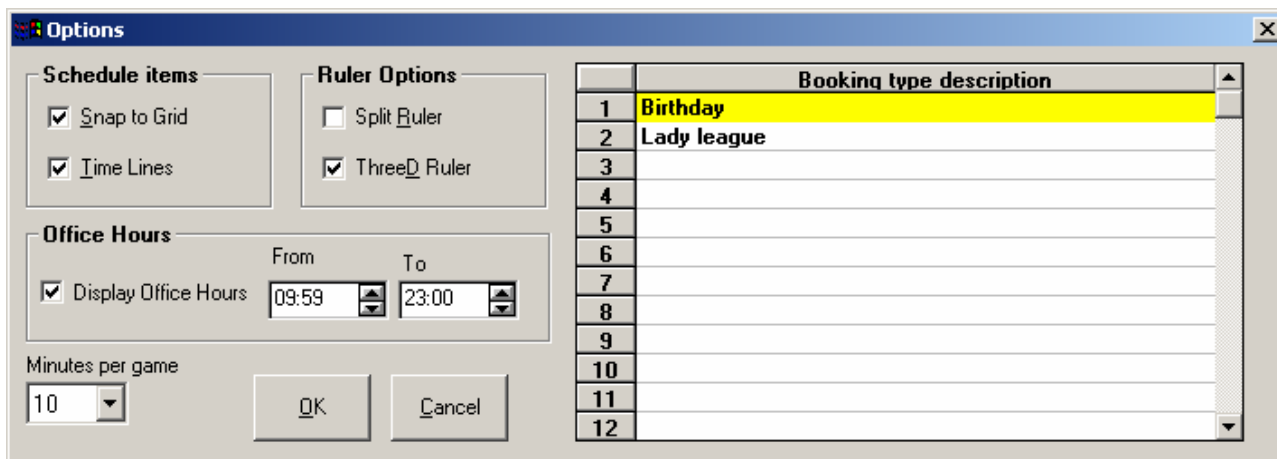 Options
Schedule items
Snap to Grid
Time Lines
Ruler Options
Split Ruler
ThreeD Ruler
Office Hours
Display Office Hours
From
09:59
To
23:00
Minutes per game
10
OK
Cancel
Booking type description
1 Birthday
2 Lady league
3
4
5
6
7
8
9
10
11
12